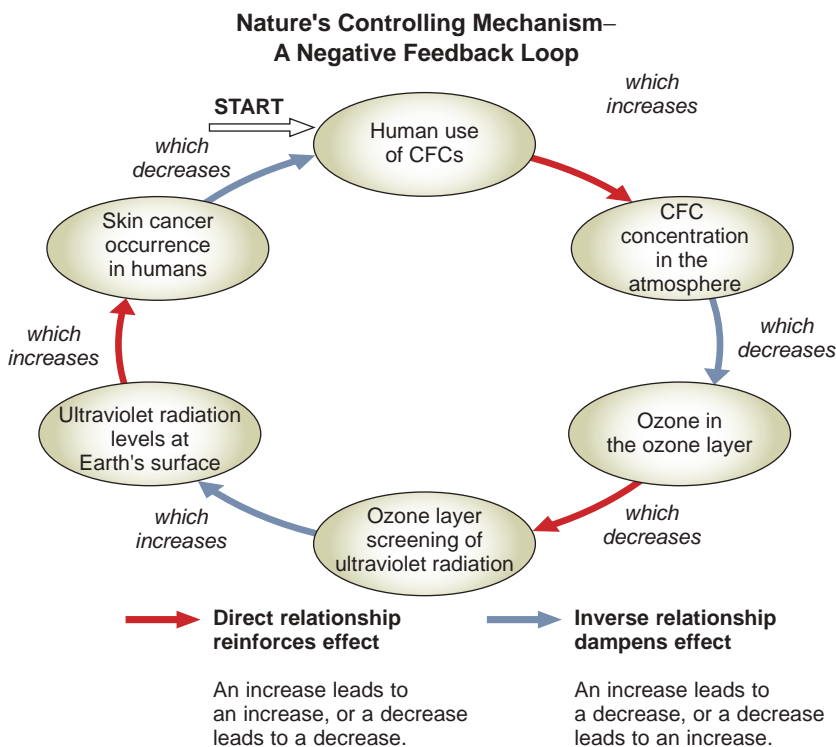 Nature's Controlling Mechanism–
A Negative Feedback Loop
START
Human use
of CFCs
which
increases
CFC
concentration
in the
atmosphere
which
decreases
Ozone in
the ozone layer
which
decreases
Ozone layer
screening of
ultraviolet radiation
which
increases
Ultraviolet radiation
levels at
Earth's surface
which
increases
Skin cancer
occurrence
in humans
which
decreases
Direct relationship
reinforces effect
An increase leads to
an increase, or a decrease
leads to a decrease.
Inverse relationship
dampens effect
An increase leads to
a decrease, or a decrease
leads to an increase.